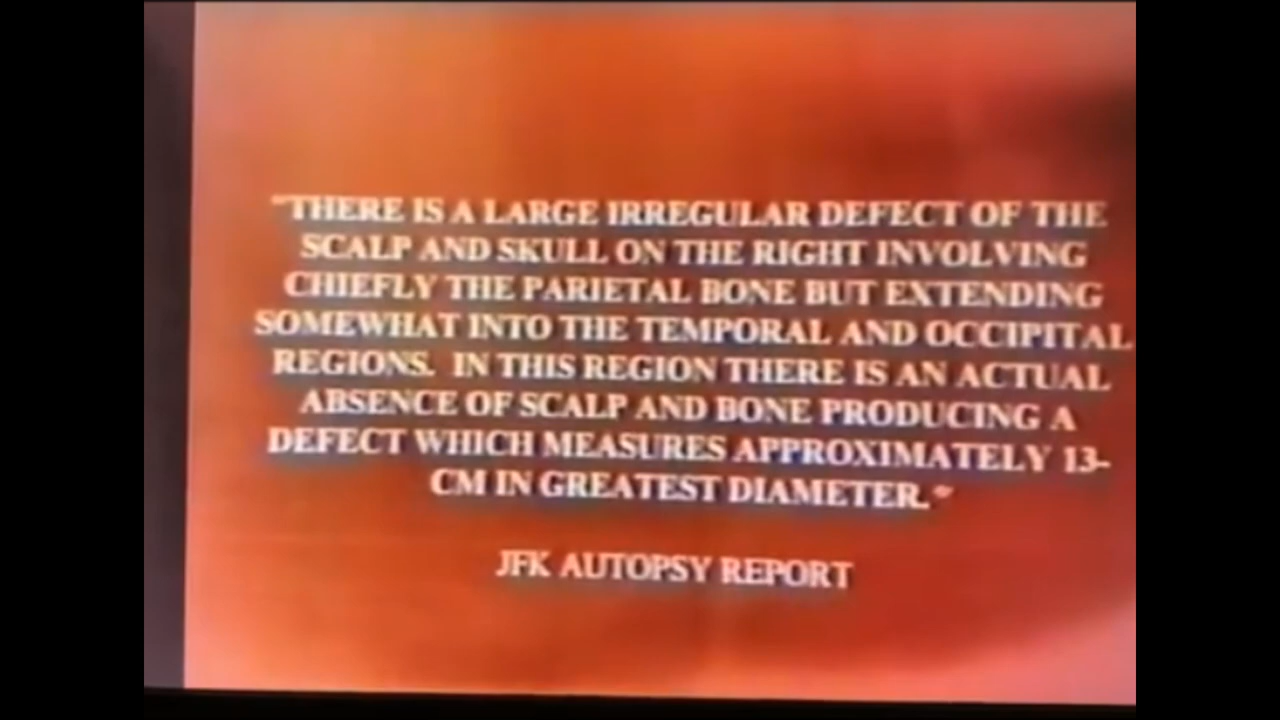 "THERE IS A LARGE IRREGULAR DEFECT OF THE
SCALP AND SKULL ON THE RIGHT INVOLVING
CHIEFLY THE PARIETAL BONE BUT EXTENDING
SOMEWHAT INTO THE TEMPORAL AND OCCIPITAL
REGIONS. IN THIS REGION THERE IS AN ACTUAL
ABSENCE OF SCALP AND BONE PRODUCING A
DEFECT WHICH MEASURES APPROXIMATELY 13-
CM IN GREATEST DIAMETER."
JFK AUTOPSY REPORT